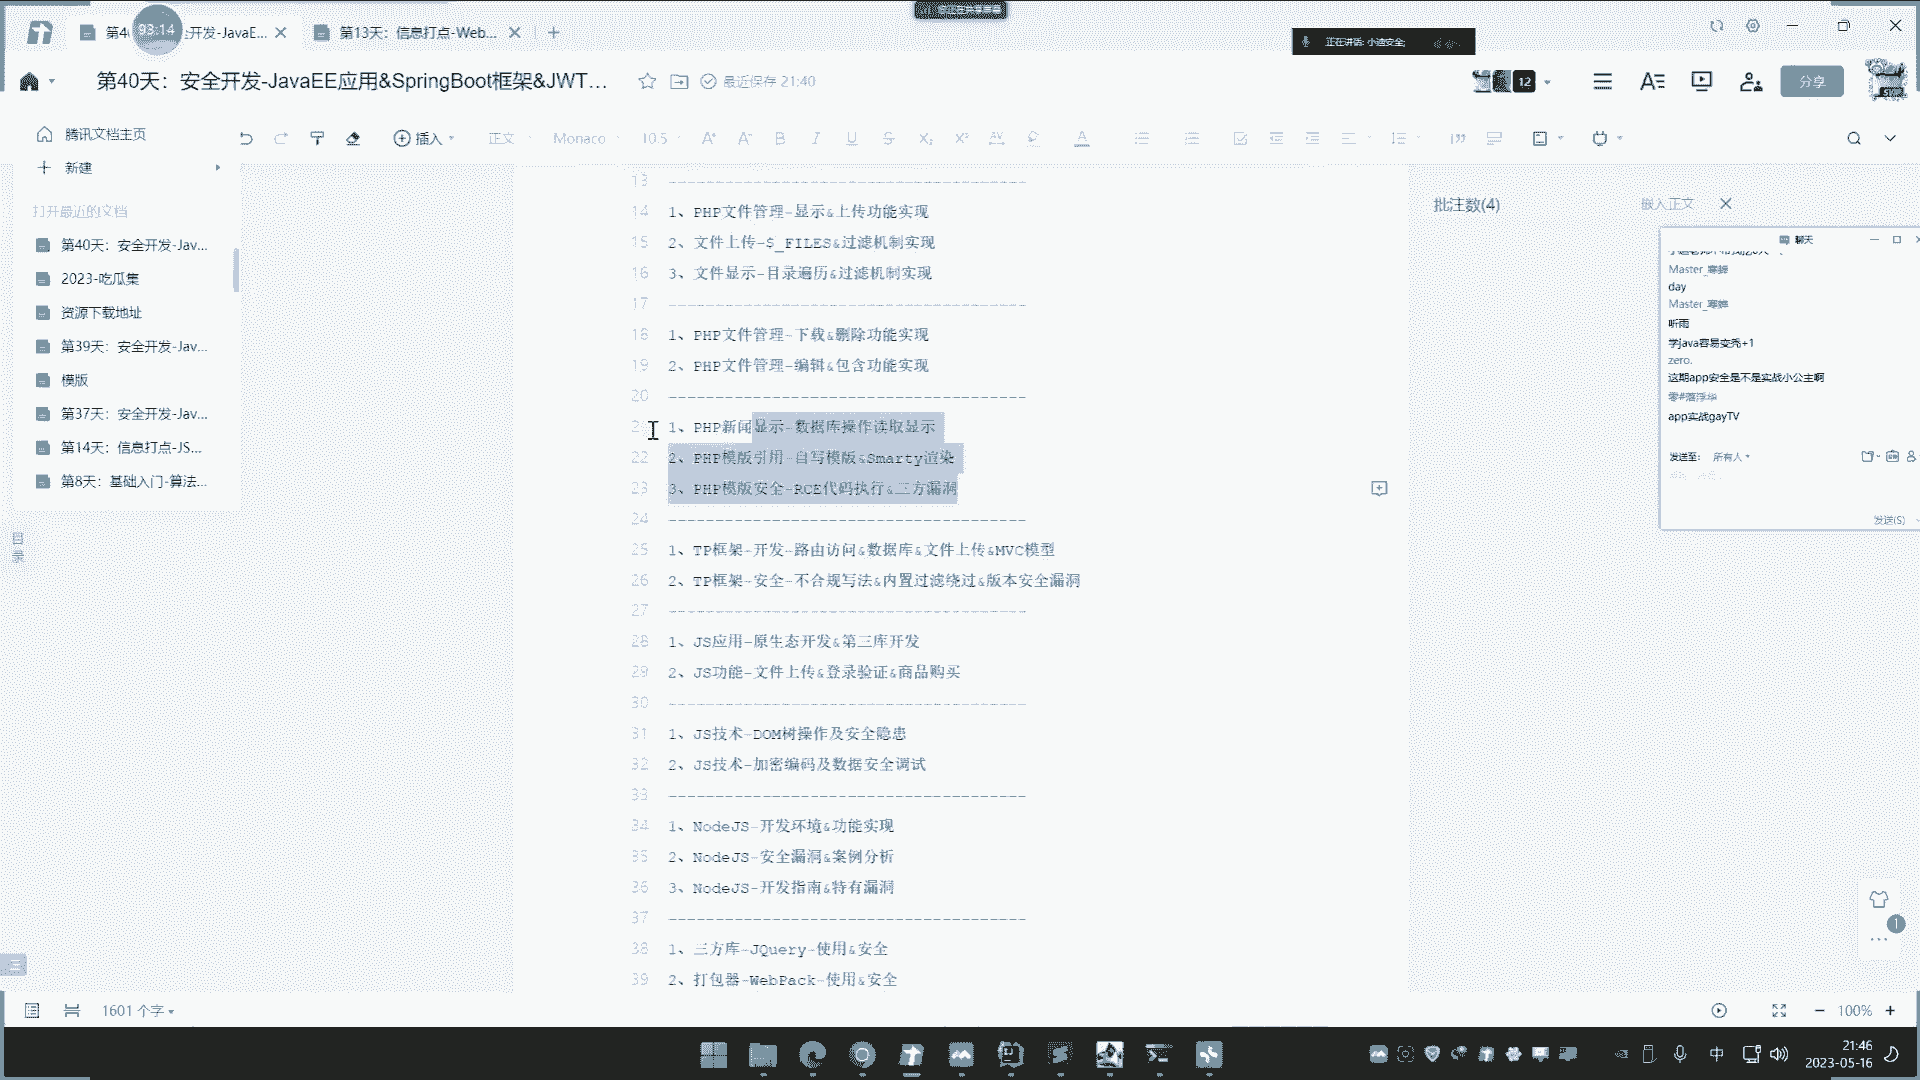 第40天：安全开发-JavaE...
93:14
第13天：信息打点-Web...
正在讲话: 小迪安全;
第40天：安全开发-JavaEE应用&SpringBoot框架&JWT...
最近保存 21:40
12
分享
腾讯文档主页
新建
打开最近的文档
第40天：安全开发-Jav...
2023-吃瓜集
资源下载地址
第39天：安全开发-Jav...
模版
第37天：安全开发-Jav...
第14天：信息打点-JS...
第8天：基础入门-算法...
目录
插入
正文
Monaco
10.5
13 ------------------------------------
14 1、PHP文件管理-显示&上传功能实现
15 2、文件上传-$_FILES&过滤机制实现
16 3、文件显示-目录遍历&过滤机制实现
17 ------------------------------------
18 1、PHP文件管理-下载&删除功能实现
19 2、PHP文件管理-编辑&包含功能实现
20 ------------------------------------
21 1、PHP新闻显示-数据库操作读取显示
22 2、PHP模版引用-自写模版&Smarty渲染
23 3、PHP模版安全-RCE代码执行&三方漏洞
24 ------------------------------------
25 1、TP框架-开发-路由访问&数据库&文件上传&MVC模型
26 2、TP框架-安全-不合规写法&内置过滤绕过&版本安全漏洞
27 ------------------------------------
28 1、JS应用-原生态开发&第三库开发
29 2、JS功能-文件上传&登录验证&商品购买
30 ------------------------------------
31 1、JS技术-DOM树操作及安全隐患
32 2、JS技术-加密编码及数据安全调试
33 ------------------------------------
34 1、NodeJS-开发环境&功能实现
35 2、NodeJS-安全漏洞&案例分析
36 3、NodeJS-开发指南&特有漏洞
37 ------------------------------------
38 1、三方库-JQuery-使用&安全
39 2、打包器-WebPack-使用&安全
批注数(4)
嵌入正文
聊天
day
听雨
学java容易变秃+1
zero.
这期app安全是不是实战小公主啊
app实战gayTV
发送至: 所有人
发送(S)
1
1601 个字
100%
中
21:46
2023-05-16